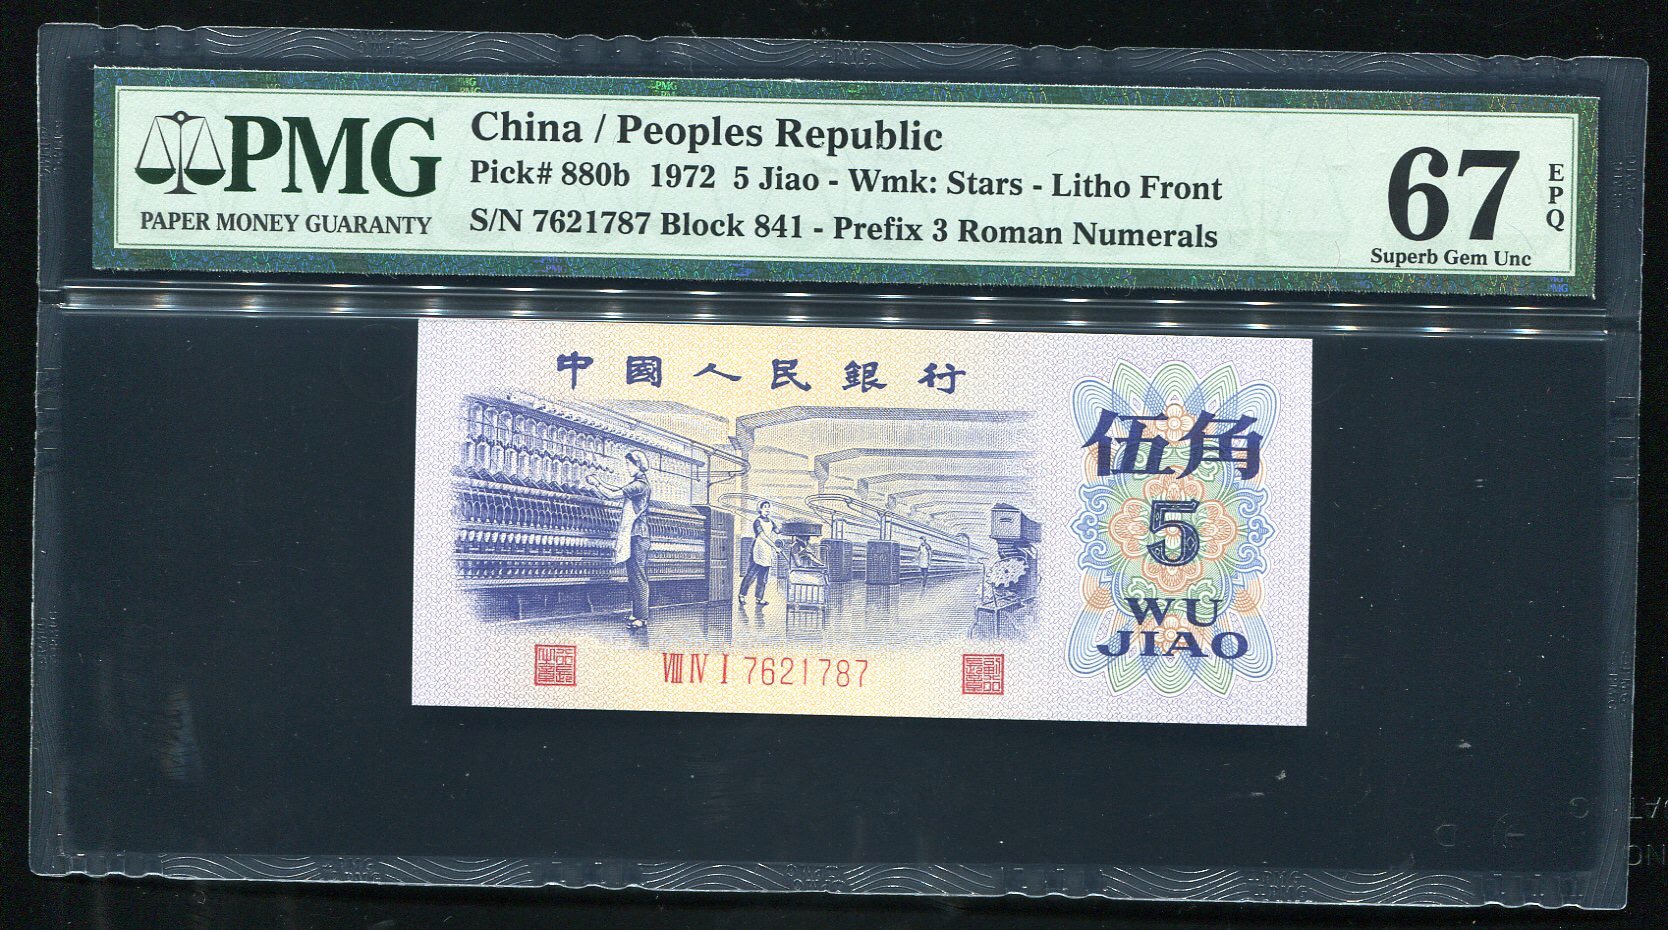 PMG
PAPER MONEY GUARANTY
China / Peoples Republic
Pick# 880b 1972 5 Jiao - Wmk: Stars - Litho Front
S/N 7621787 Block 841 - Prefix 3 Roman Numerals
67
EPQ
Superb Gem Unc
中國人民銀行
伍角
5
WU
JIAO
VIII IV I 7621787